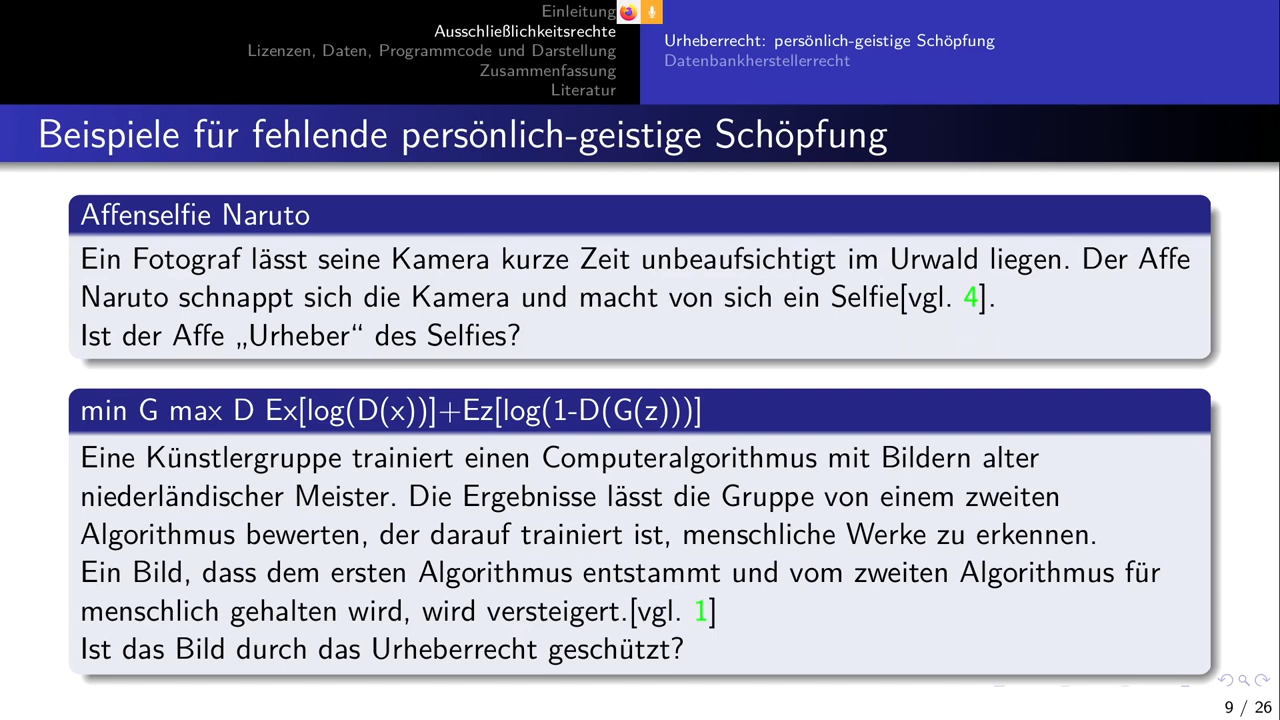 Einleitung
Ausschließlichkeitsrechte
Lizenzen, Daten, Programmcode und Darstellung
Zusammenfassung
Literatur
Urheberrecht: persönlich-geistige Schöpfung
Datenbankherstellerrecht
Beispiele für fehlende persönlich-geistige Schöpfung
Affenselfie Naruto
Ein Fotograf lässt seine Kamera kurze Zeit unbeaufsichtigt im Urwald liegen. Der Affe
Naruto schnappt sich die Kamera und macht von sich ein Selfie[vgl. 4].
Ist der Affe „Urheber“ des Selfies?
min G max D Ex[log(D(x))]+Ez[log(1-D(G(z)))]
Eine Künstlergruppe trainiert einen Computeralgorithmus mit Bildern alter
niederländischer Meister. Die Ergebnisse lässt die Gruppe von einem zweiten
Algorithmus bewerten, der darauf trainiert ist, menschliche Werke zu erkennen.
Ein Bild, dass dem ersten Algorithmus entstammt und vom zweiten Algorithmus für
menschlich gehalten wird, wird versteigert.[vgl. 1]
Ist das Bild durch das Urheberrecht geschützt?
9 / 26